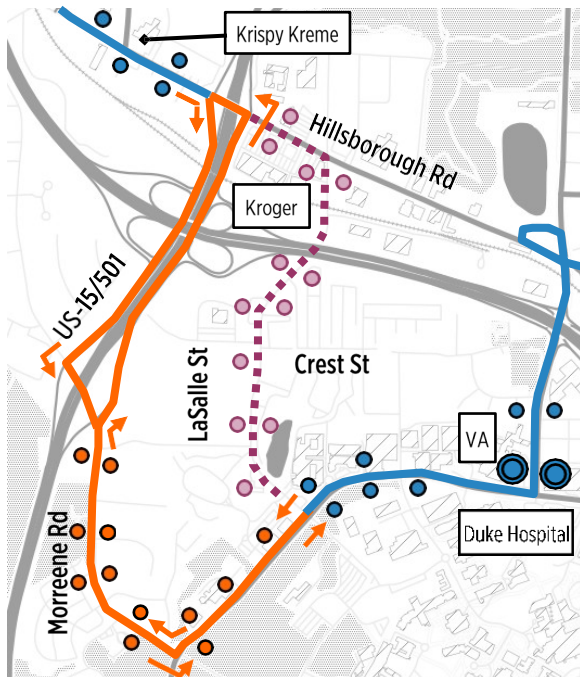 Krispy Kreme
Hillsborough Rd
Kroger
US-15/501
LaSalle St
Crest St
VA
Duke Hospital
Morreene Rd